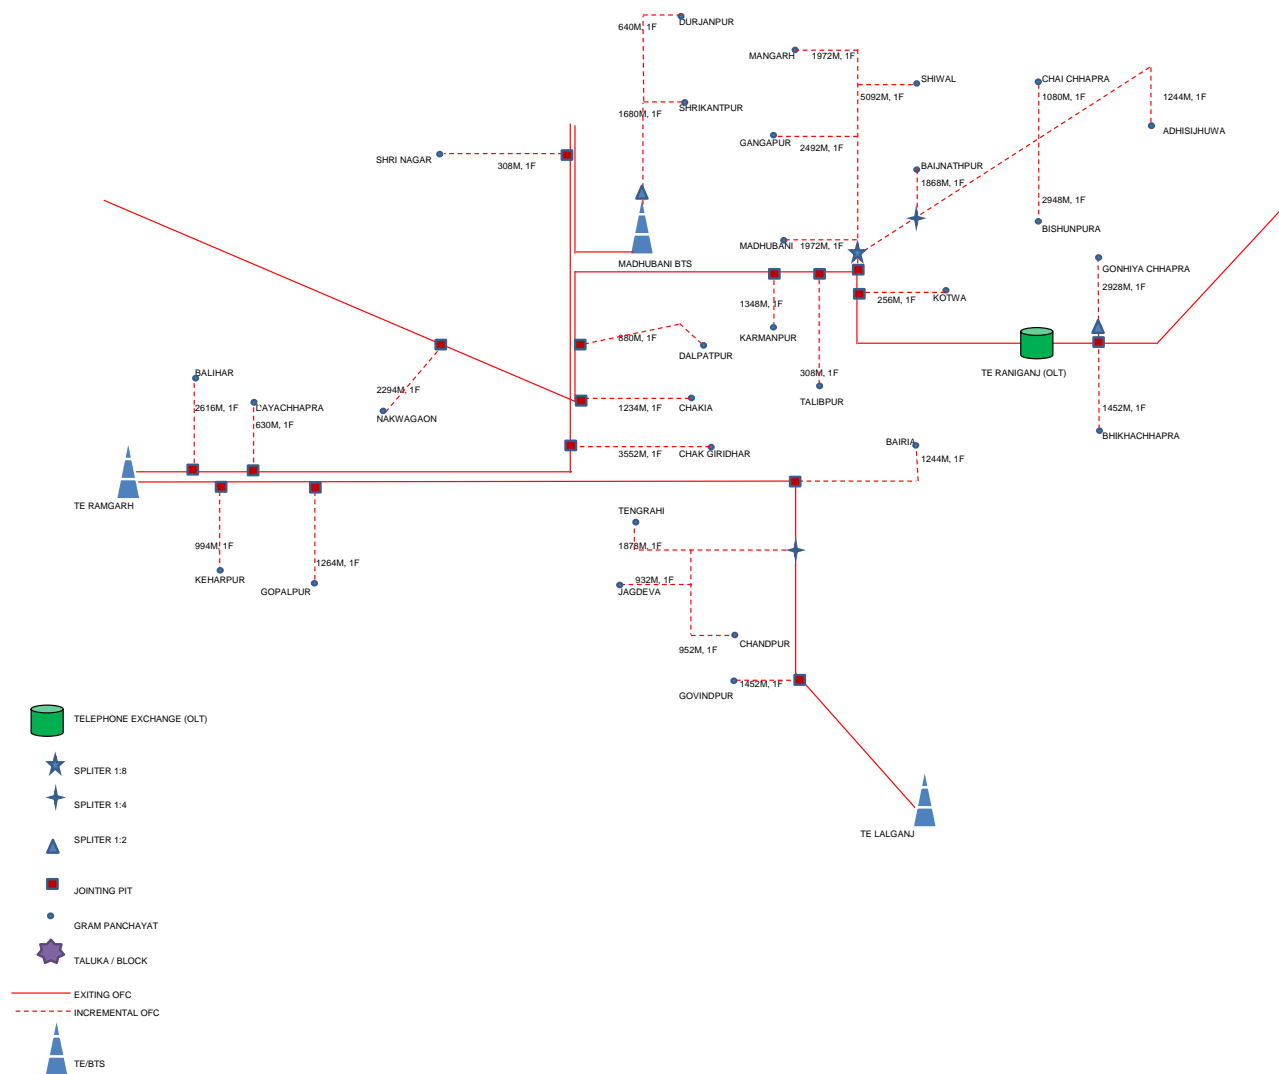 DURJANPUR
640M, 1F
MANGARH
1972M, 1F
SHIWAL
5092M, 1F
CHAI CHHAPRA
1080M, 1F
1244M, 1F
ADHISIJHUWA
SHRIKANTPUR
1680M, 1F
GANGAPUR
2492M, 1F
SHRI NAGAR
308M, 1F
BAIJNATHPUR
1868M, 1F
2948M, 1F
BISHUNPURA
MADHUBANI
1972M, 1F
MADHUBANI BTS
GONHIYA CHHAPRA
2928M, 1F
KOTWA
256M, 1F
1348M, 1F
KARMANPUR
880M, 1F
DALPATPUR
308M, 1F
TALIBPUR
TE RANIGANJ (OLT)
BALIHAR
2616M, 1F
L'AYACHHAPRA
630M, 1F
2294M, 1F
NAKWAGAON
1234M, 1F
CHAKIA
1452M, 1F
BHIKHACHHAPRA
3552M, 1F
CHAK GIRIDHAR
BAIRIA
1244M, 1F
TE RAMGARH
TENGRAHI
1878M, 1F
994M, 1F
KEHARPUR
1264M, 1F
GOPALPUR
932M, 1F
JAGDEVA
CHANDPUR
952M, 1F
1452M, 1F
GOVINDPUR
TE LALGANJ
TELEPHONE EXCHANGE (OLT)
SPLITER 1:8
SPLITER 1:4
SPLITER 1:2
JOINTING PIT
GRAM PANCHAYAT
TALUKA / BLOCK
EXITING OFC
INCREMENTAL OFC
TE/BTS